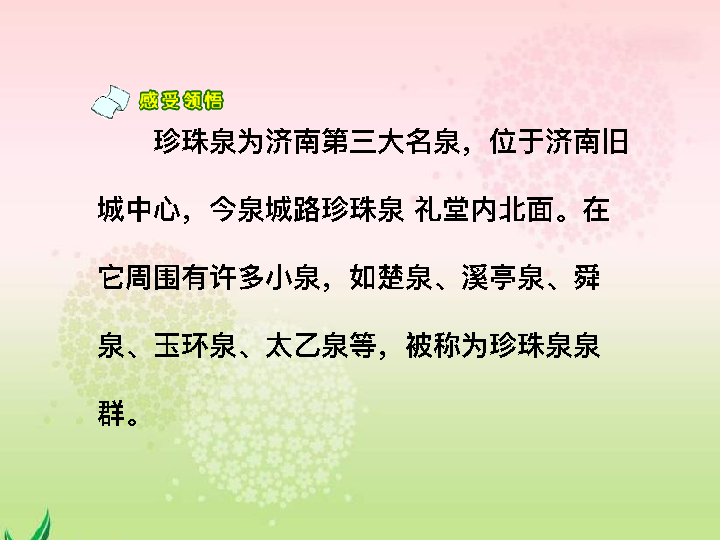 感受领悟
珍珠泉为济南第三大名泉，位于济南旧
城中心，今泉城路珍珠泉 礼堂内北面。在
它周围有许多小泉，如楚泉、溪亭泉、舜
泉、玉环泉、太乙泉等，被称为珍珠泉泉
群。